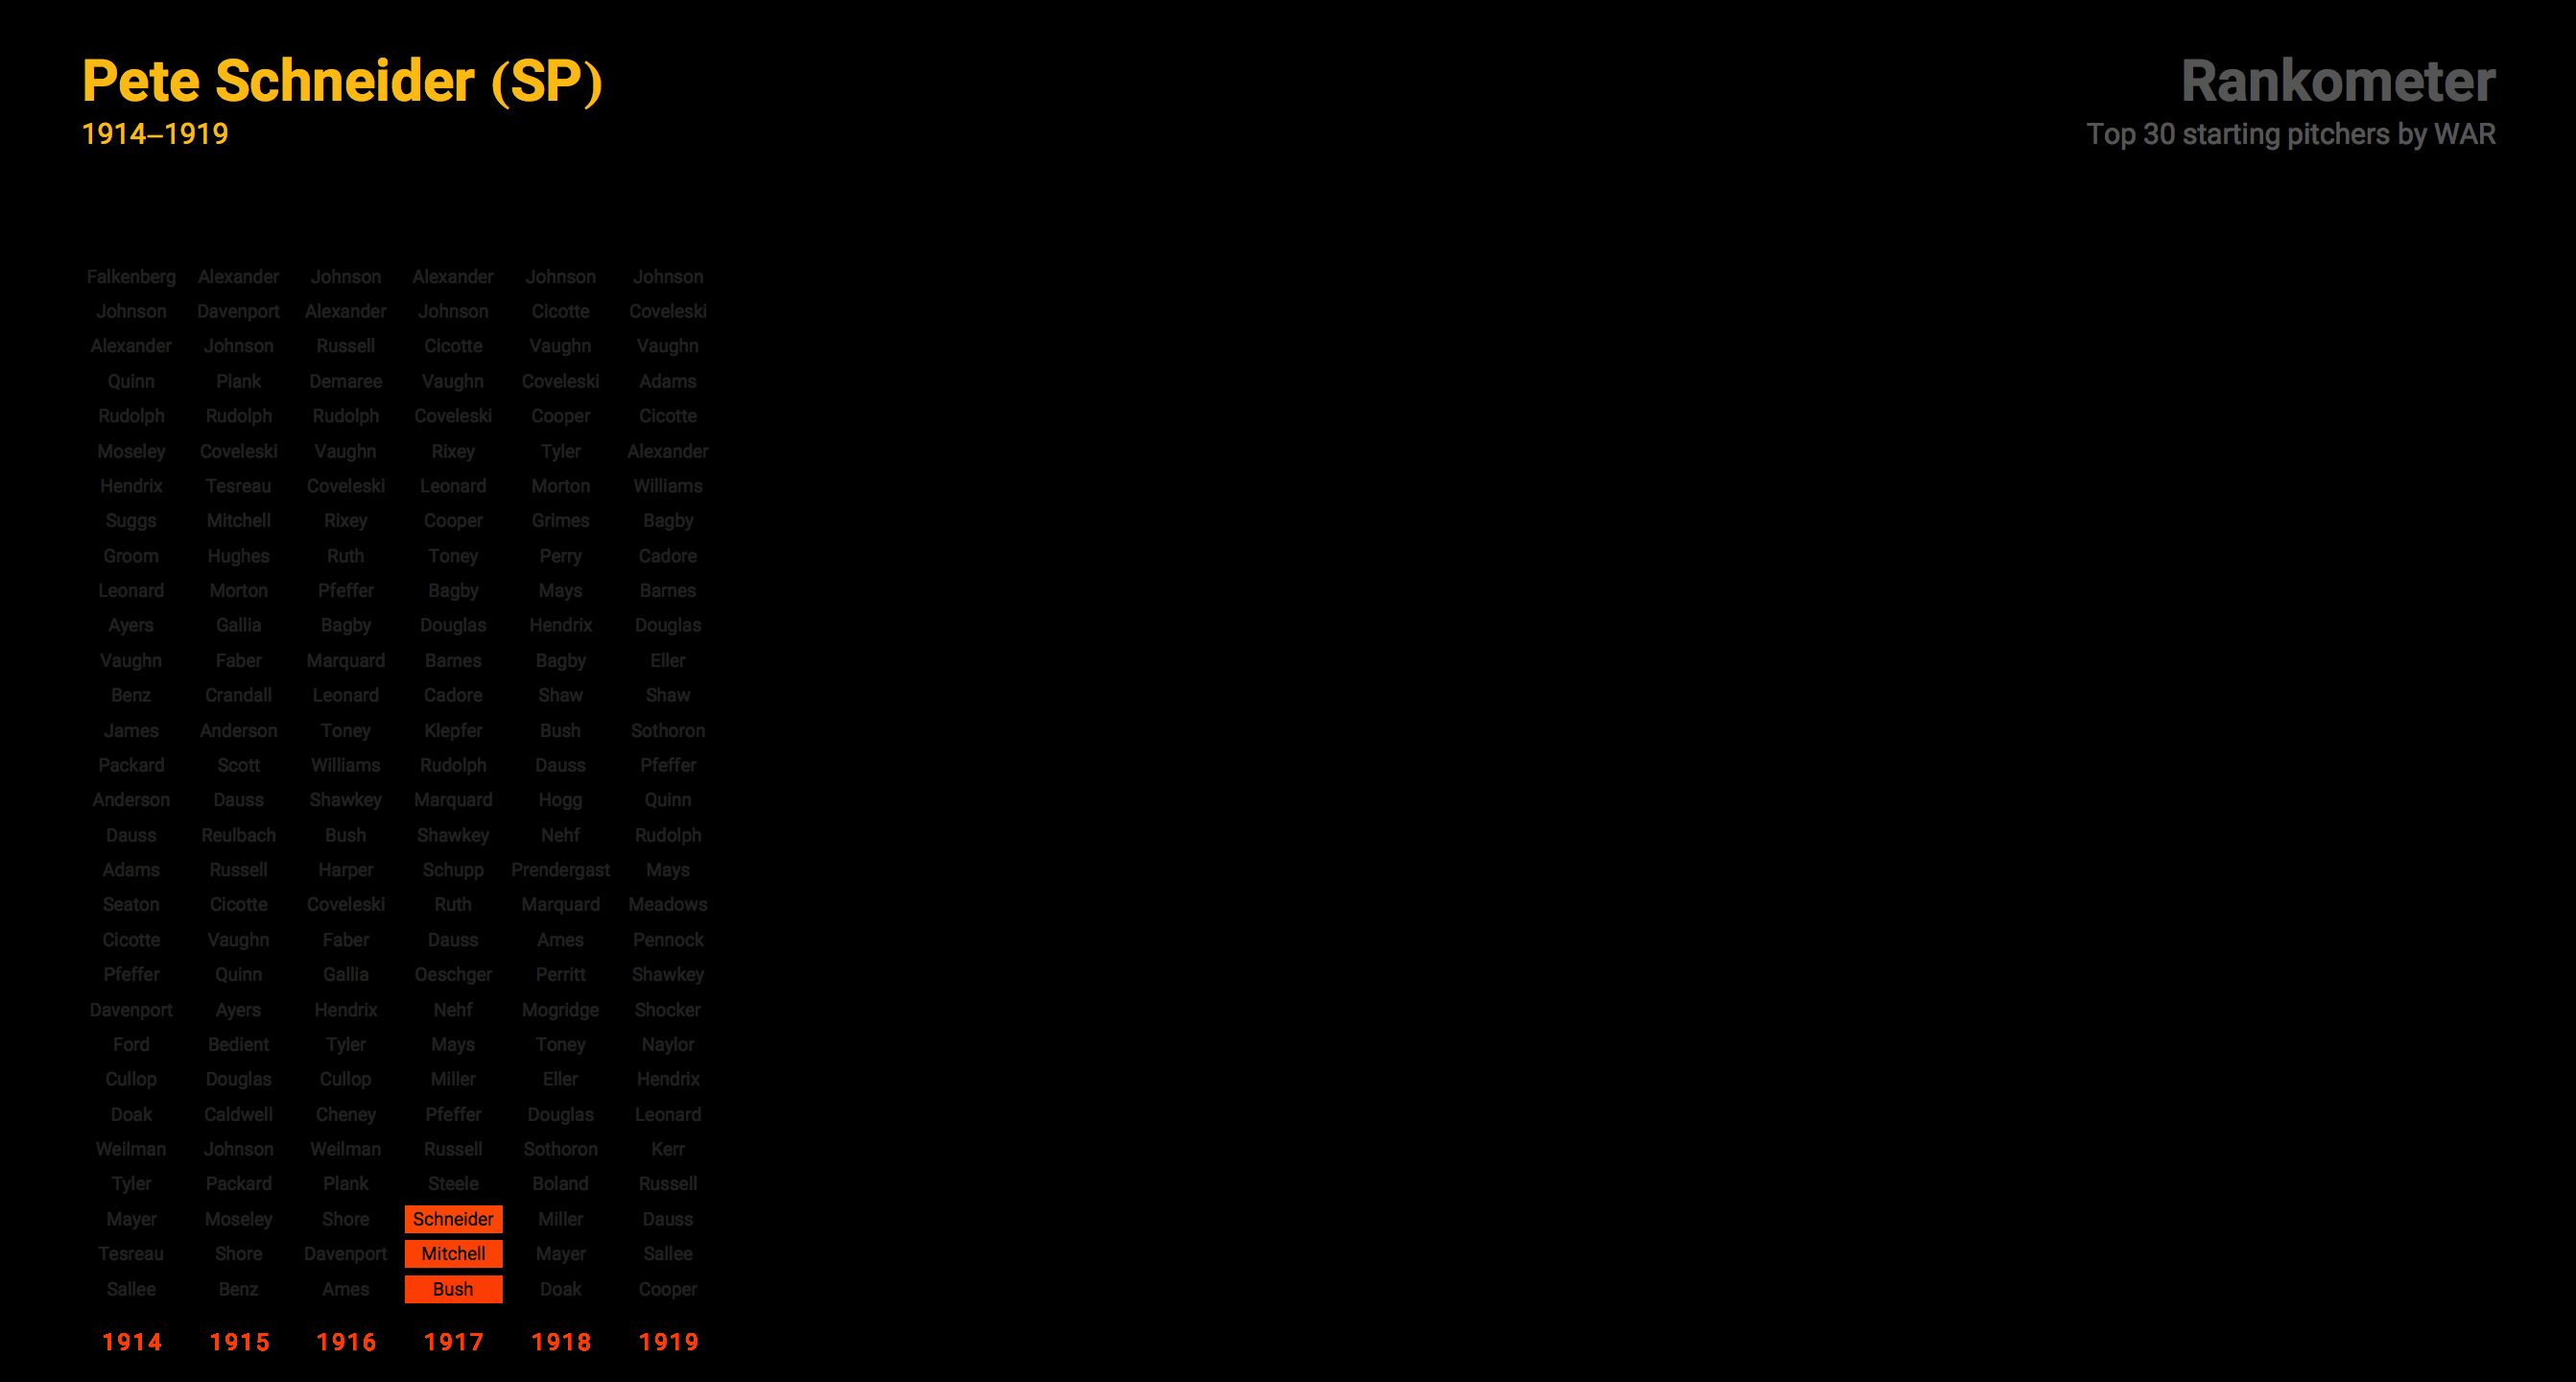 Pete Schneider (SP)
1914–1919
Rankometer
Top 30 starting pitchers by WAR
Falkenberg Alexander Johnson Alexander Johnson Johnson
Johnson Davenport Alexander Johnson Cicotte Coveleski
Alexander Johnson Russell Cicotte Vaughn Vaughn
Quinn Plank Demaree Vaughn Coveleski Adams
Rudolph Rudolph Rudolph Coveleski Cooper Cicotte
Moseley Coveleski Vaughn Rixey Tyler Alexander
Hendrix Tesreau Coveleski Leonard Morton Williams
Suggs Mitchell Rixey Cooper Grimes Bagby
Groom Hughes Ruth Toney Perry Cadore
Leonard Morton Pfeffer Bagby Mays Barnes
Ayers Gallia Bagby Douglas Hendrix Douglas
Vaughn Faber Marquard Barnes Bagby Eller
Benz Crandall Leonard Cadore Shaw Shaw
James Anderson Toney Klepfer Bush Sothoron
Packard Scott Williams Rudolph Dauss Pfeffer
Anderson Dauss Shawkey Marquard Hogg Quinn
Dauss Reulbach Bush Shawkey Nehf Rudolph
Adams Russell Harper Schupp Prendergast Mays
Seaton Cicotte Coveleski Ruth Marquard Meadows
Cicotte Vaughn Faber Dauss Ames Pennock
Pfeffer Quinn Gallia Oeschger Perritt Shawkey
Davenport Ayers Hendrix Nehf Mogridge Shocker
Ford Bedient Tyler Mays Toney Naylor
Cullop Douglas Cullop Miller Eller Hendrix
Doak Caldwell Cheney Pfeffer Douglas Leonard
Weilman Johnson Weilman Russell Sothoron Kerr
Tyler Packard Plank Steele Boland Russell
Mayer Moseley Shore Schneider Miller Dauss
Tesreau Shore Davenport Mitchell Mayer Sallee
Sallee Benz Ames Bush Doak Cooper
1914 1915 1916 1917 1918 1919